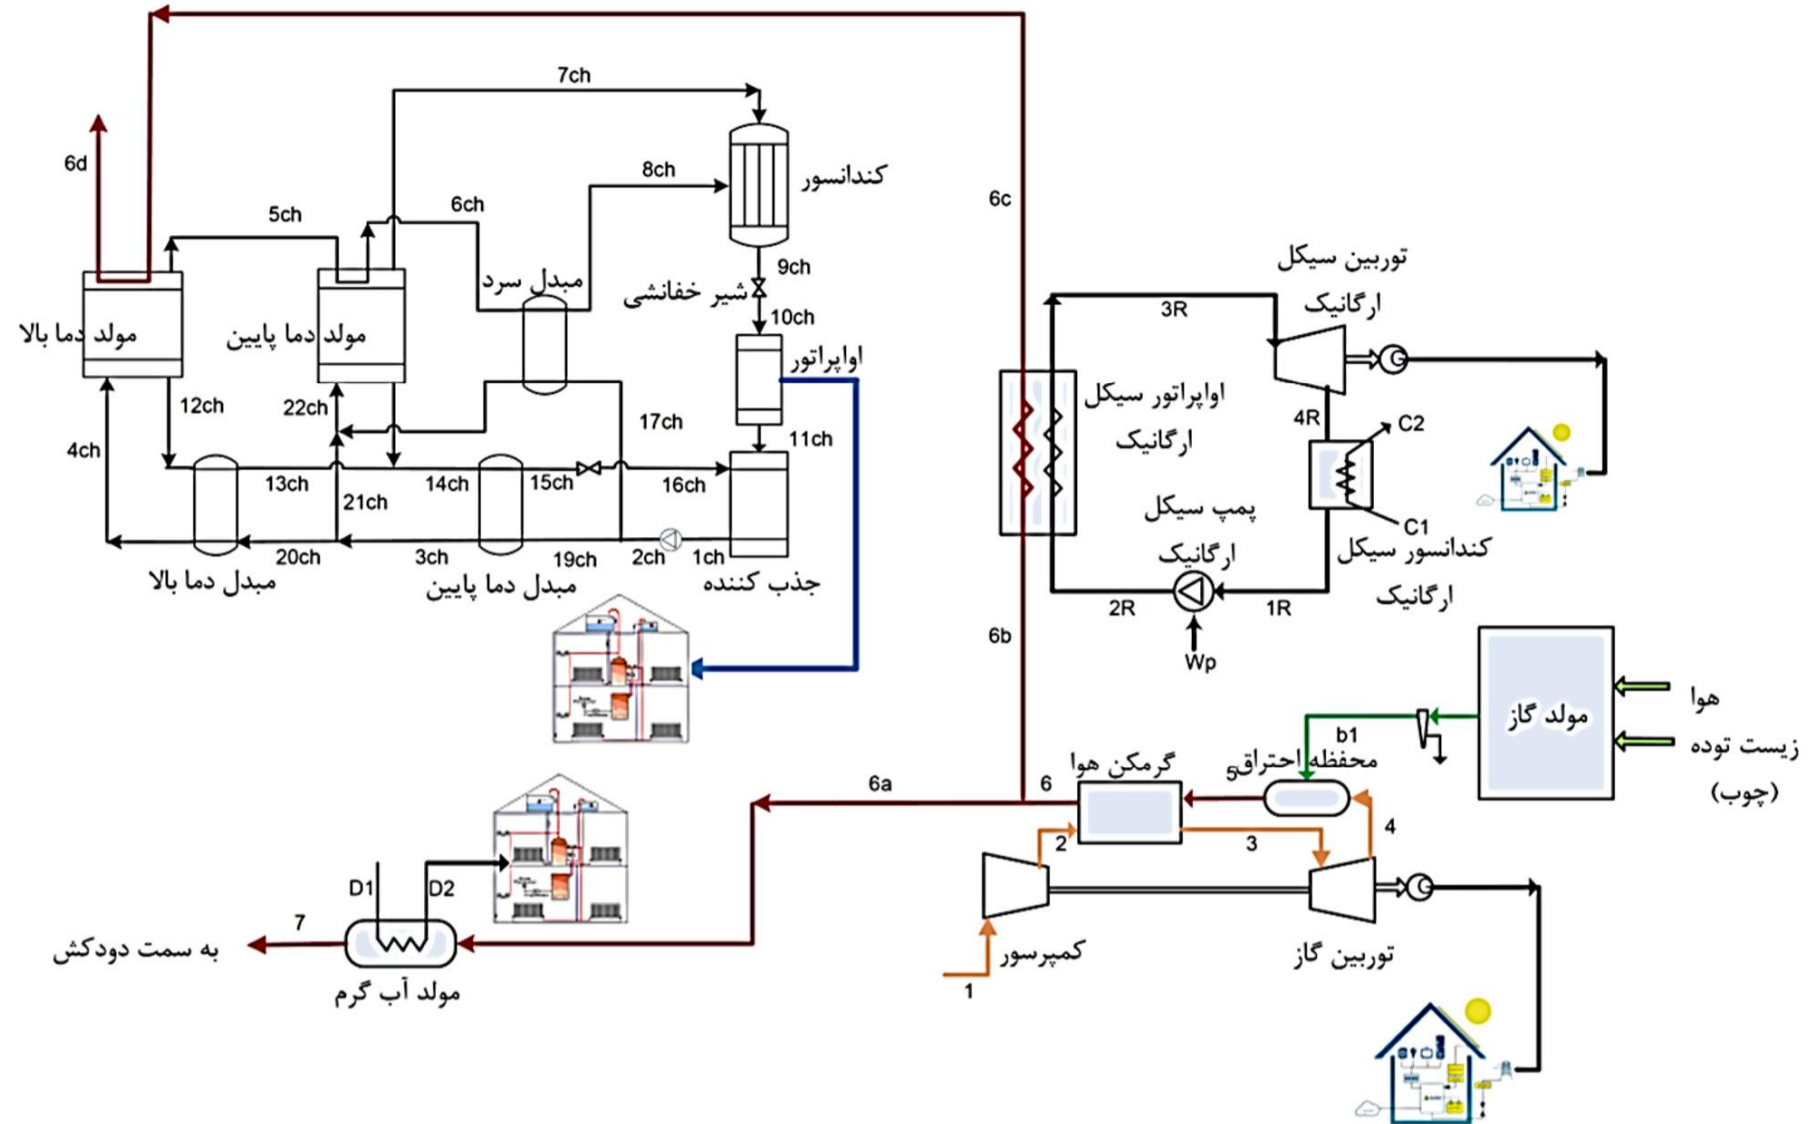 7ch
کندانسور
8ch
6d
6c
6ch
5ch
9ch
مبدل سرد
شیر خفانشی
10ch
مولد دما بالا
مولد دما پایین
اواپراتور
12ch
22ch
17ch
11ch
4ch
13ch
14ch
15ch
16ch
21ch
20ch
3ch
19ch
2ch
1ch
مبدل دما بالا
مبدل دما پایین
جذب کننده
توربین سیکل
ارگانیک
3R
G
اواپراتور سیکل
ارگانیک
4R
C2
C1
پمپ سیکل
ارگانیک
کندانسور سیکل
ارگانیک
2R
1R
Wp
6b
مولد گاز
هوا
زیست توده
(چوب)
b1
محفظه احتراق
5
گرمکن هوا
6a
6
4
2
3
G
کمپرسور
توربین گاز
1
D1
D2
7
به سمت دودکش
مولد آب گرم